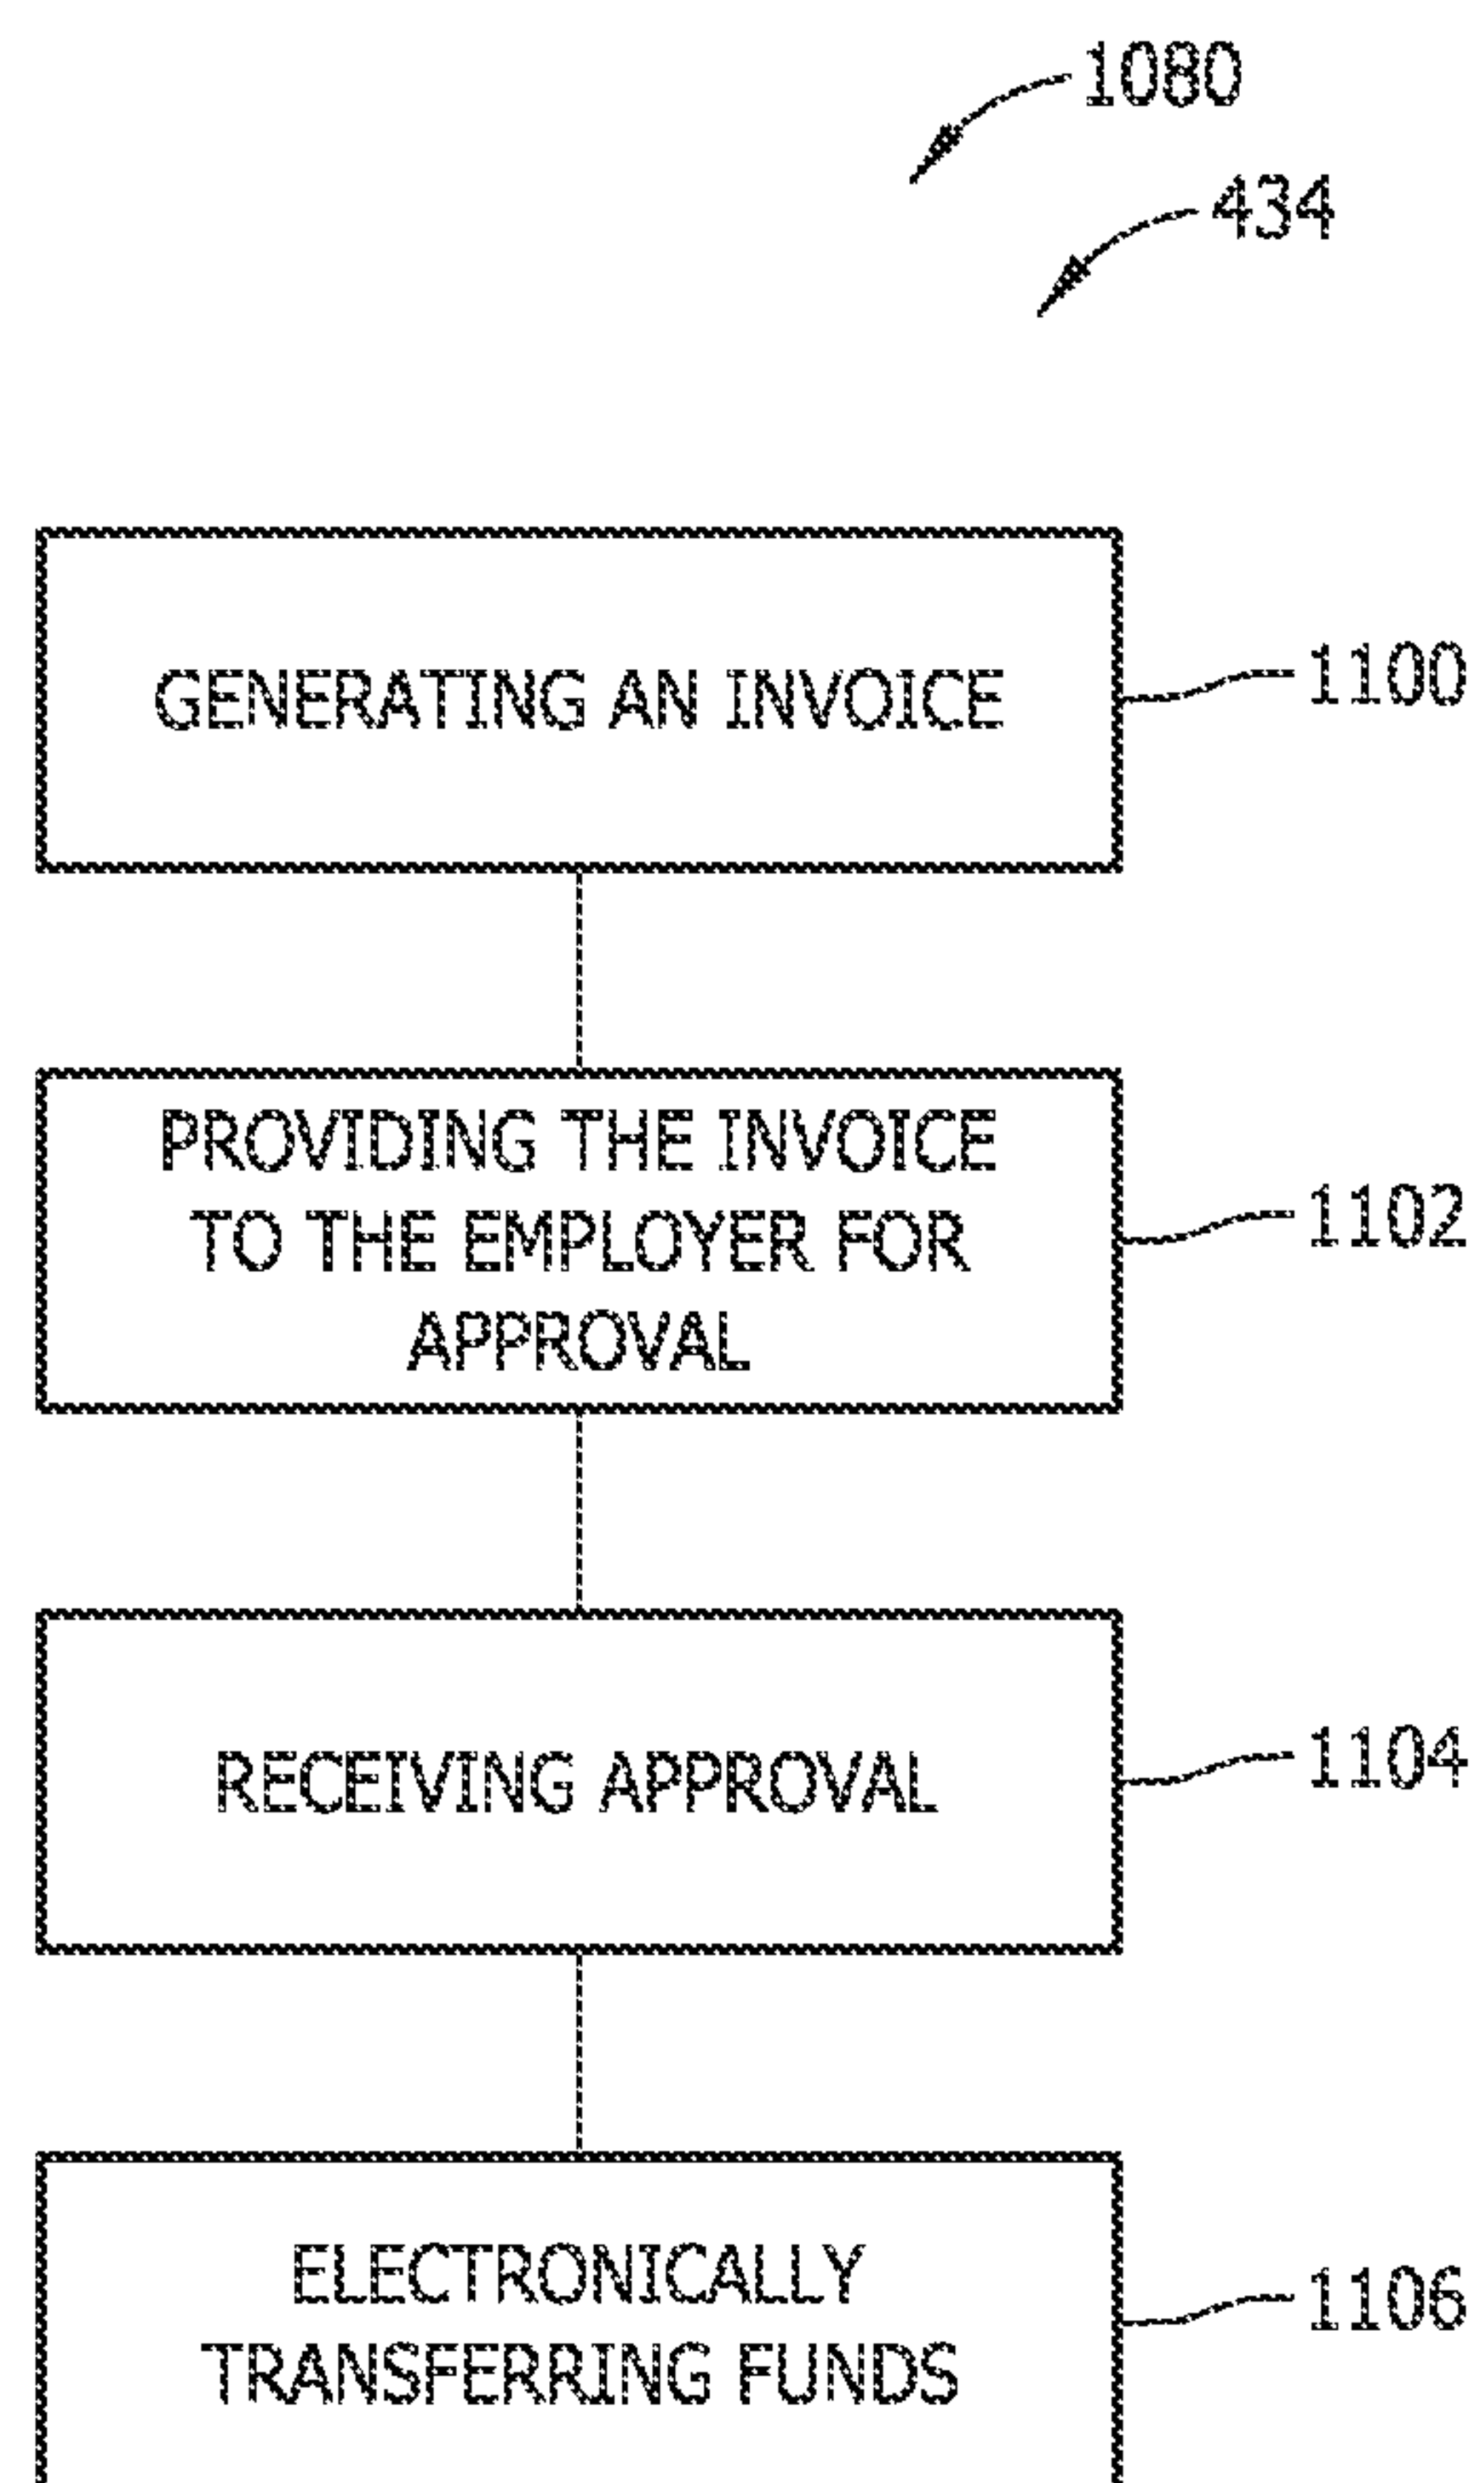 1080
434
GENERATING AN INVOICE
1100
PROVIDING THE INVOICE
TO THE EMPLOYER FOR
APPROVAL
1102
RECEIVING APPROVAL
1104
ELECTRONICALLY
TRANSFERRING FUNDS
1106